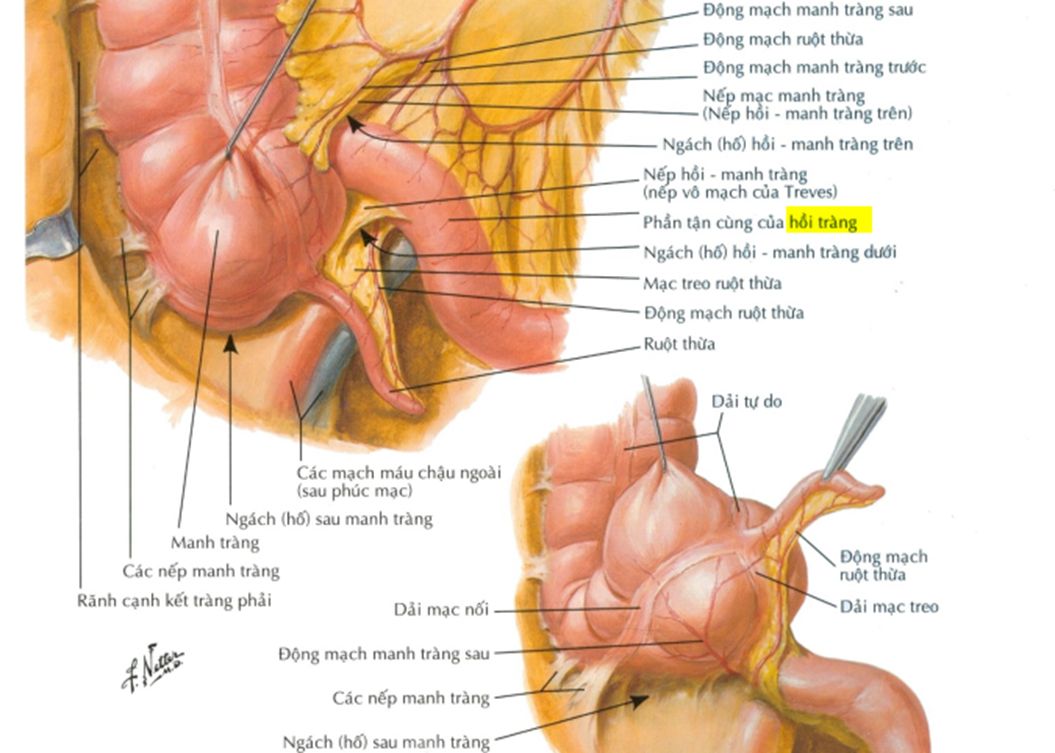 Động mạch manh tràng sau
Động mạch ruột thừa
Động mạch manh tràng trước
Nếp mạc manh tràng
(Nếp hồi - manh tràng trên)
Ngách (hố) hồi - manh tràng trên
Nếp hồi - manh tràng
(nếp vô mạch của Treves)
Phần tận cùng của hồi tràng
Ngách (hố) hồi - manh tràng dưới
Mạc treo ruột thừa
Động mạch ruột thừa
Ruột thừa
Các mạch máu chậu ngoài
(sau phúc mạc)
Ngách (hố) sau manh tràng
Manh tràng
Các nếp manh tràng
Rãnh cạnh kết tràng phải
Dải tự do
Động mạch
ruột thừa
Dải mạc treo
Dải mạc nối
Động mạch manh tràng sau
Các nếp manh tràng
Ngách (hố) sau manh tràng
F. Netter
M.D.